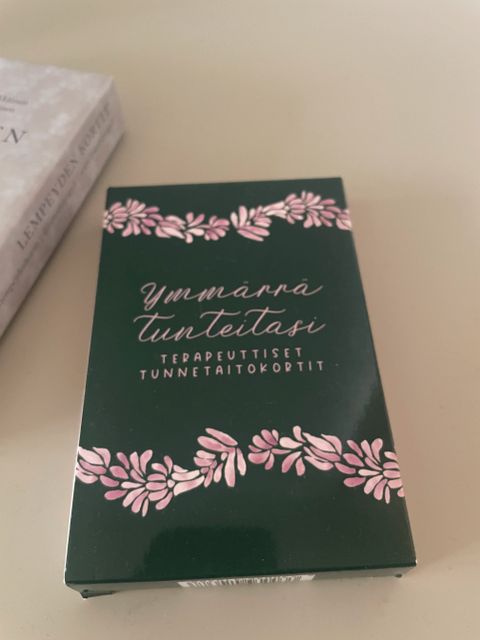 LEMPEYDEN KORTIT
Ymmärrä
tunteitasi
TERAPEUTTISET
TUNNETAITOKORTIT